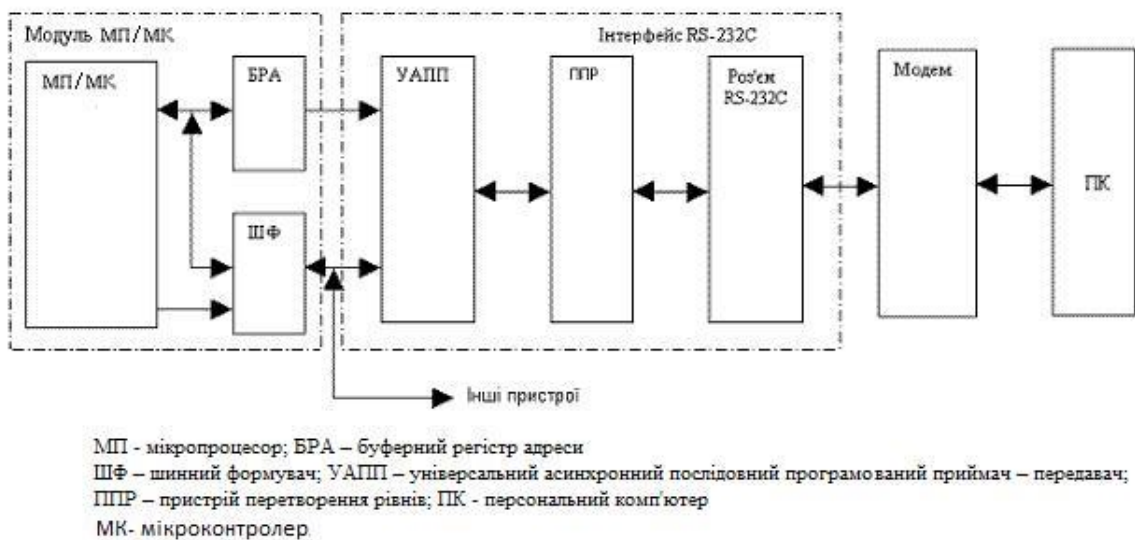 Модуль МП/МК
Інтерфейс RS-232C
МП/МК
БРА
УАПП
ППР
Роз'єм
RS-232C
Модем
ПК
ШФ
Інші пристрої
МП - мікропроцесор; БРА – буферний регістр адреси
ШФ – шинний формувач; УАПП – універсальний асинхронний послідовний програмований приймач – передавач;
ППР – пристрій перетворення рівнів; ПК - персональний комп'ютер
МК- мікроконтролер